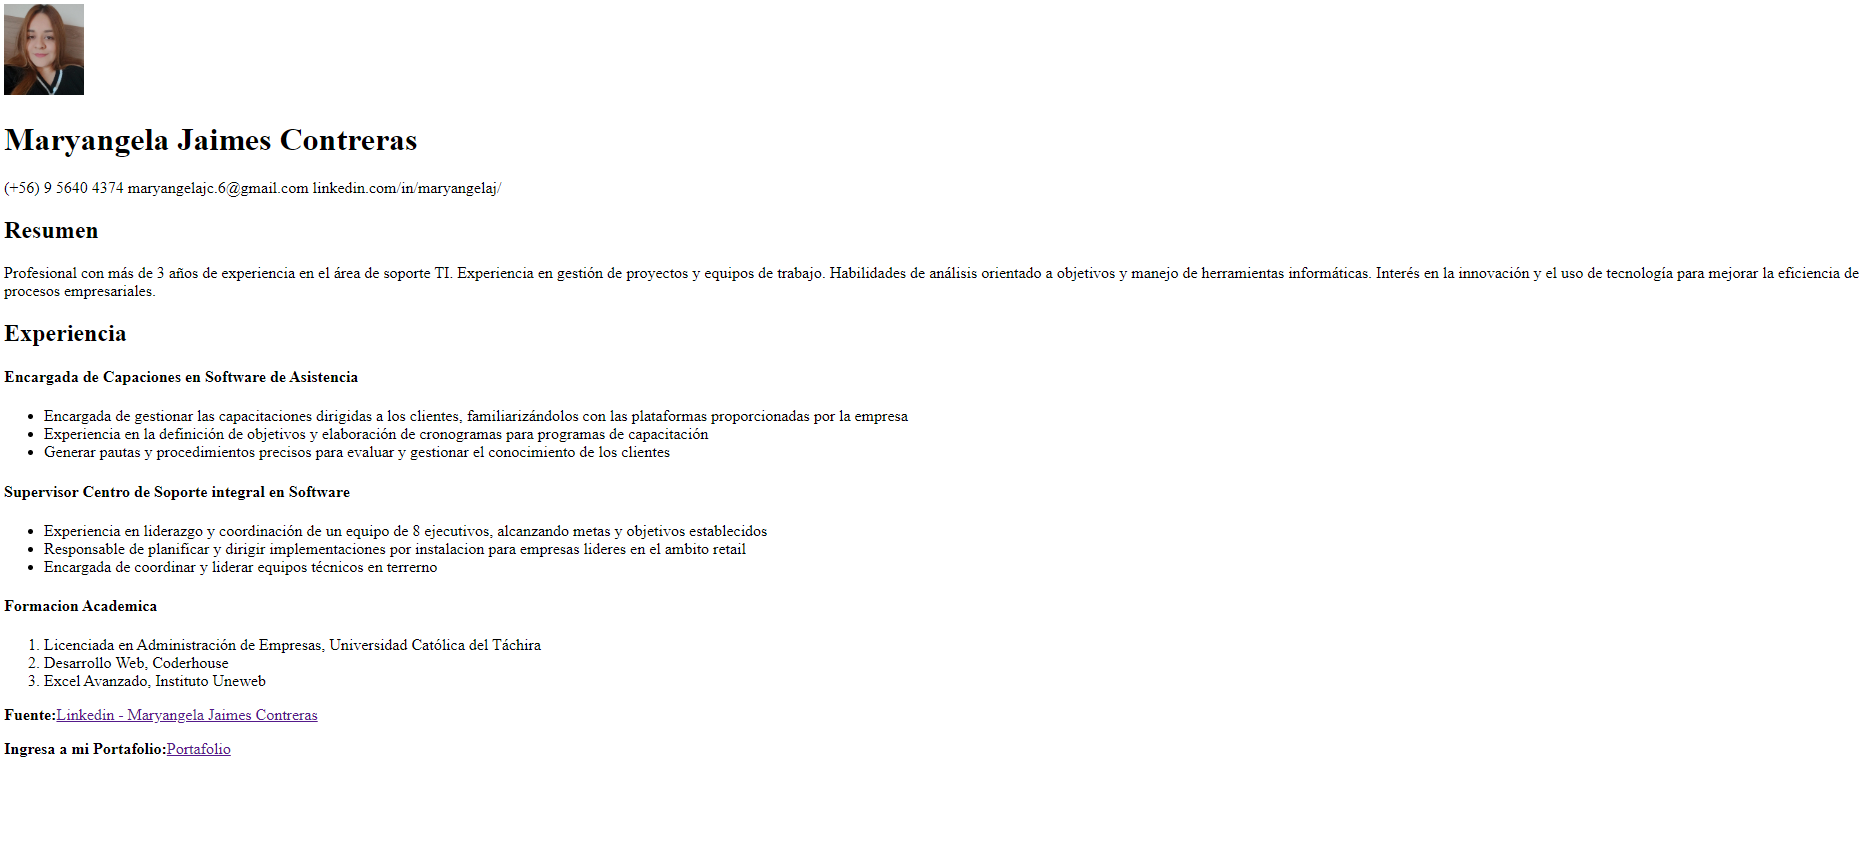 Maryangela Jaimes Contreras
(+56) 9 5640 4374 maryangelajc.6@gmail.com linkedin.com/in/maryangelaj/
Resumen
Profesional con más de 3 años de experiencia en el área de soporte TI. Experiencia en gestión de proyectos y equipos de trabajo. Habilidades de análisis orientado a objetivos y manejo de herramientas informáticas. Interés en la innovación y el uso de tecnología para mejorar la eficiencia de
procesos empresariales.
Experiencia
Encargada de Capaciones en Software de Asistencia
• Encargada de gestionar las capacitaciones dirigidas a los clientes, familiarizándolos con las plataformas proporcionadas por la empresa
• Experiencia en la definición de objetivos y elaboración de cronogramas para programas de capacitación
• Generar pautas y procedimientos precisos para evaluar y gestionar el conocimiento de los clientes
Supervisor Centro de Soporte integral en Software
• Experiencia en liderazgo y coordinación de un equipo de 8 ejecutivos, alcanzando metas y objetivos establecidos
• Responsable de planificar y dirigir implementaciones por instalacion para empresas lideres en el ambito retail
• Encargada de coordinar y liderar equipos técnicos en terrerno
Formacion Academica
1. Licenciada en Administración de Empresas, Universidad Católica del Táchira
2. Desarrollo Web, Coderhouse
3. Excel Avanzado, Instituto Uneweb
Fuente:Linkedin - Maryangela Jaimes Contreras
Ingresa a mi Portafolio:Portafolio